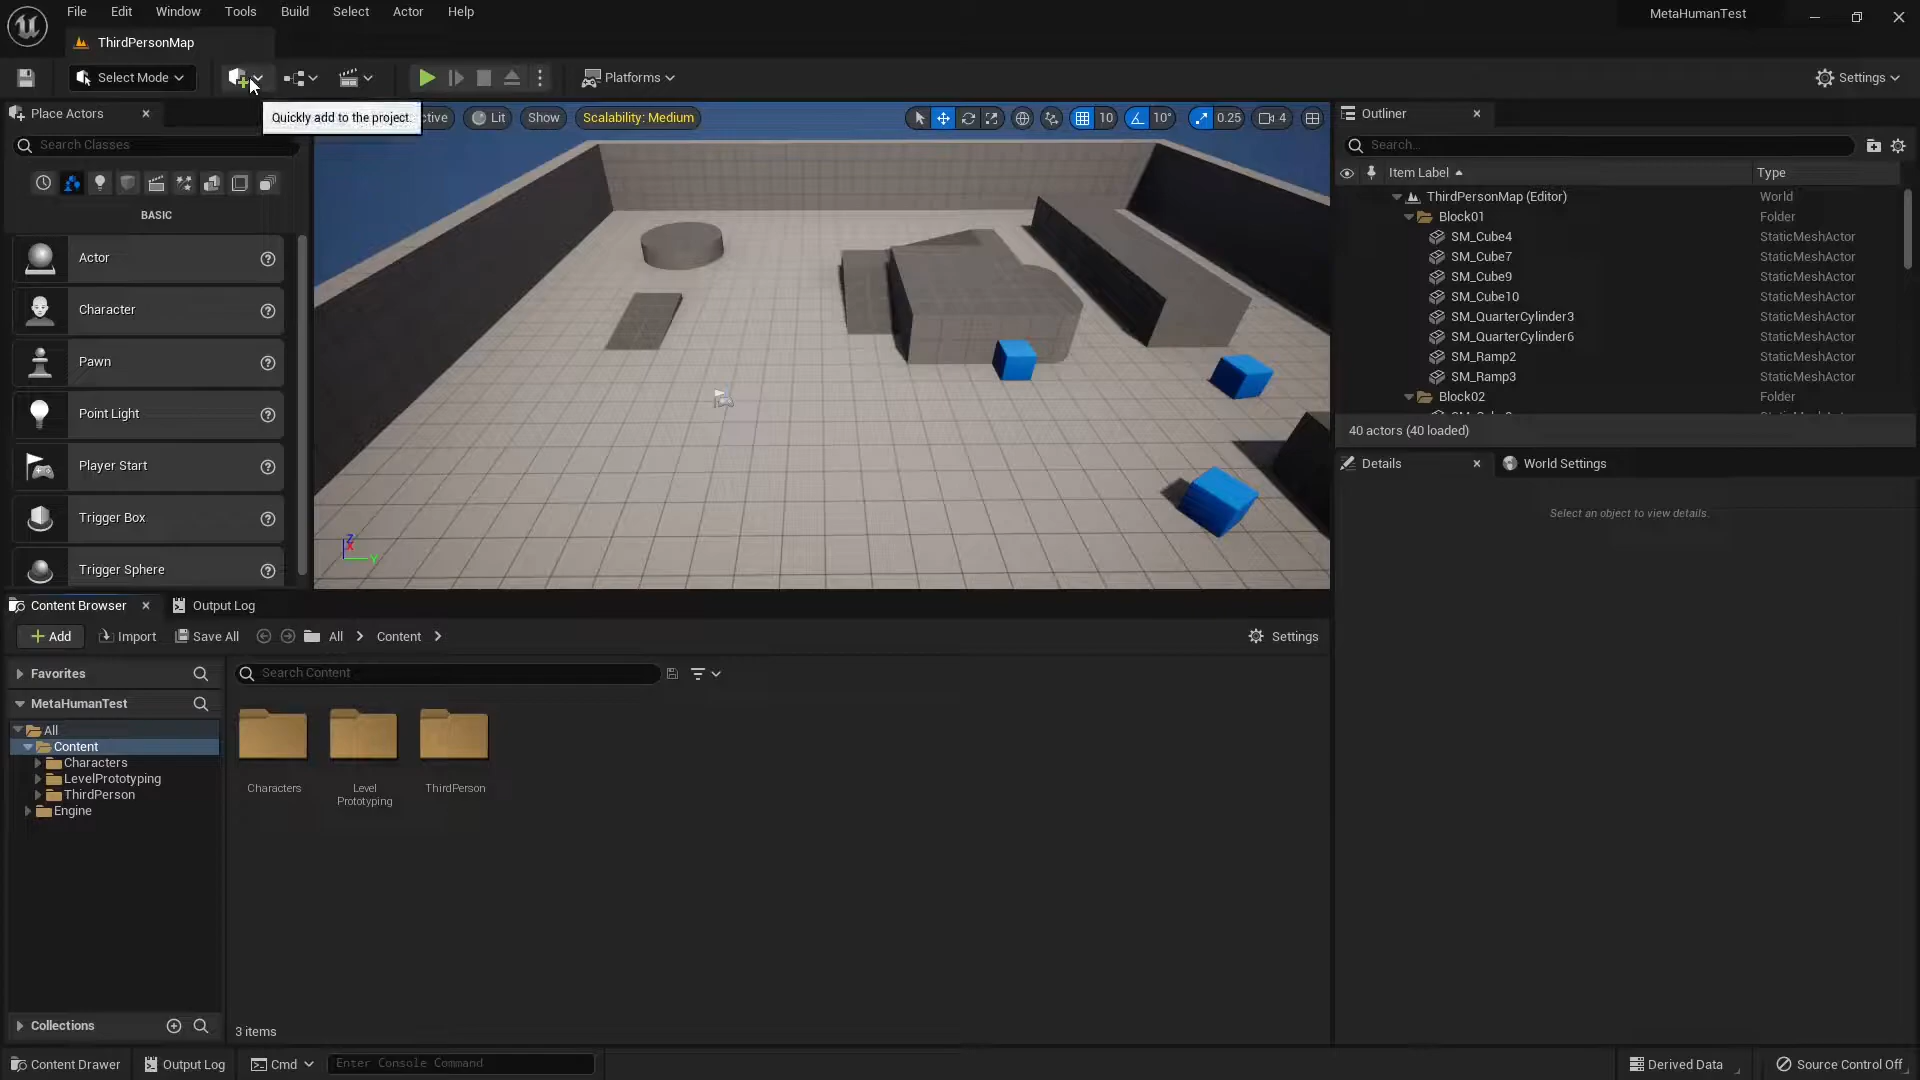 File Edit Window Tools Build Select Actor Help
MetaHumanTest
ThirdPersonMap
Select Mode
Platforms
Settings
Place Actors
Quickly add to the project.
Lit
Show
Scalability: Medium
10
10°
0.25
4
Search Classes
BASIC
Actor
Character
Pawn
Point Light
Player Start
Trigger Box
Trigger Sphere
Z
X
Y
Outliner
Search...
Item Label
Type
ThirdPersonMap (Editor) World
Block01 Folder
SM_Cube4 StaticMeshActor
SM_Cube7 StaticMeshActor
SM_Cube9 StaticMeshActor
SM_Cube10 StaticMeshActor
SM_QuarterCylinder3 StaticMeshActor
SM_QuarterCylinder6 StaticMeshActor
SM_Ramp2 StaticMeshActor
SM_Ramp3 StaticMeshActor
Block02 Folder
40 actors (40 loaded)
Details
World Settings
Select an object to view details.
Content Browser
Output Log
Add
Import
Save All
All
Content
Settings
Favorites
MetaHumanTest
All
Content
Characters
LevelPrototyping
ThirdPerson
Engine
Search Content
Characters
Level
Prototyping
ThirdPerson
Collections
3 items
Content Drawer
Output Log
Cmd
Enter Console Command
Derived Data
Source Control Off